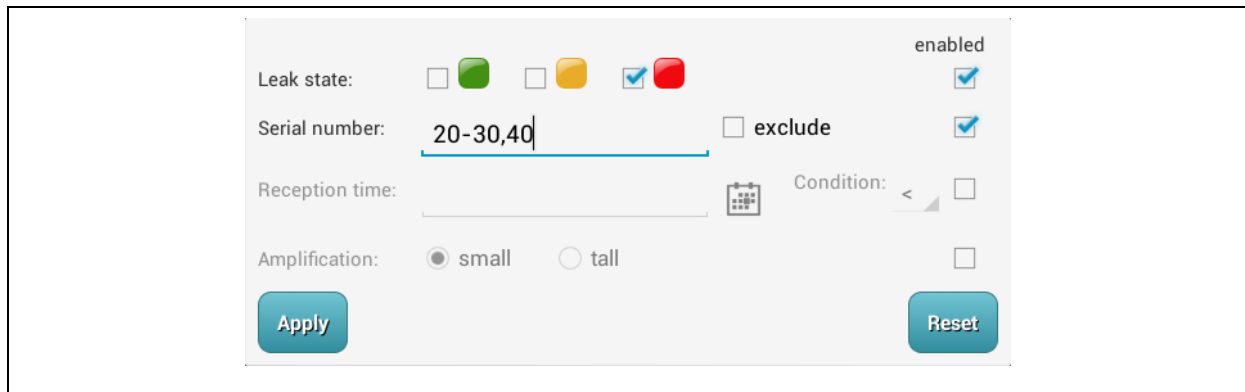 enabled
Leak state:
Serial number: 20-30,40 exclude
Reception time: Condition: <
Amplification: small tall
Apply Reset